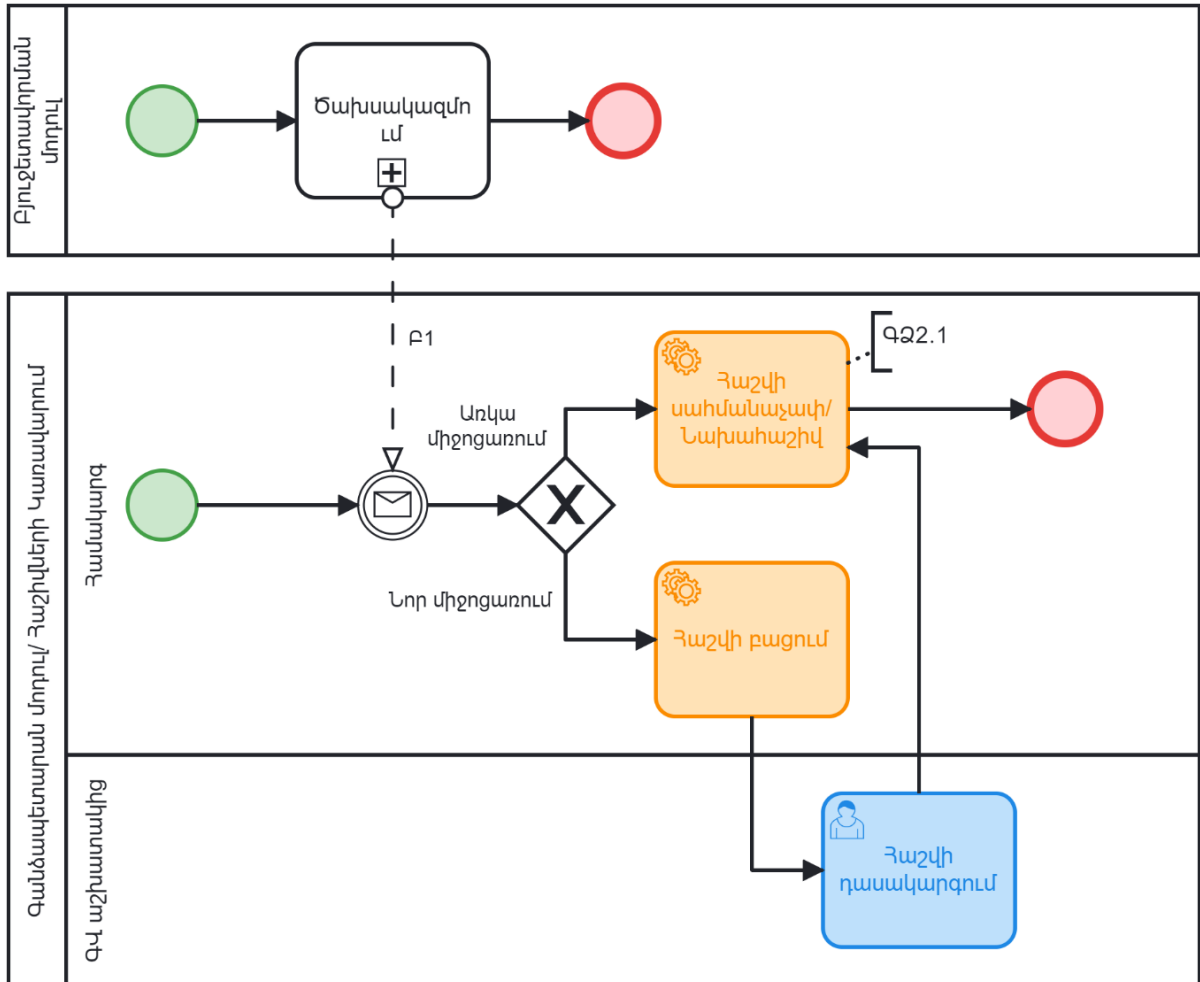 Բյուջետավորման
մոդուլ
Ծախսակազմո
ւմ
Բ1
Գանձապետարան մոդուլ/ Հաշիվների Կառավարում
Համակարգ
Առկա
միջոցառում
Նոր միջոցառում
Հաշվի
սահմանաչափ/
Նախահաշիվ
ԳՁ2.1
Հաշվի բացում
ԳՎ աշխատակից
Հաշվի
դասակարգում